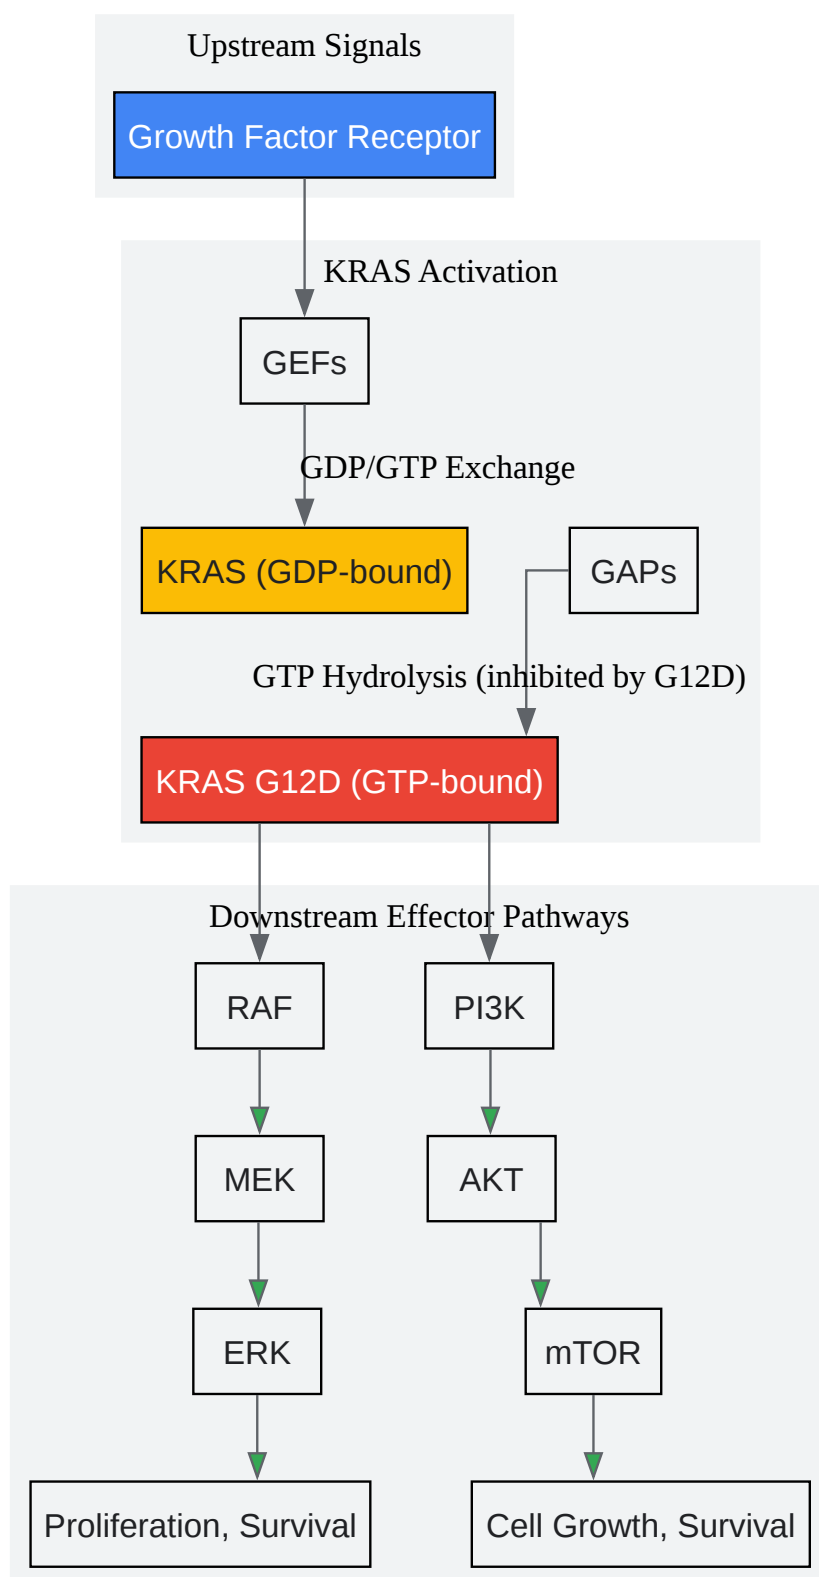 Upstream Signals
Growth Factor Receptor
KRAS Activation
GEFs
GDP/GTP Exchange
KRAS (GDP-bound)
GAPs
GTP Hydrolysis (inhibited by G12D)
KRAS G12D (GTP-bound)
Downstream Effector Pathways
RAF
PI3K
MEK
AKT
ERK
mTOR
Proliferation, Survival
Cell Growth, Survival